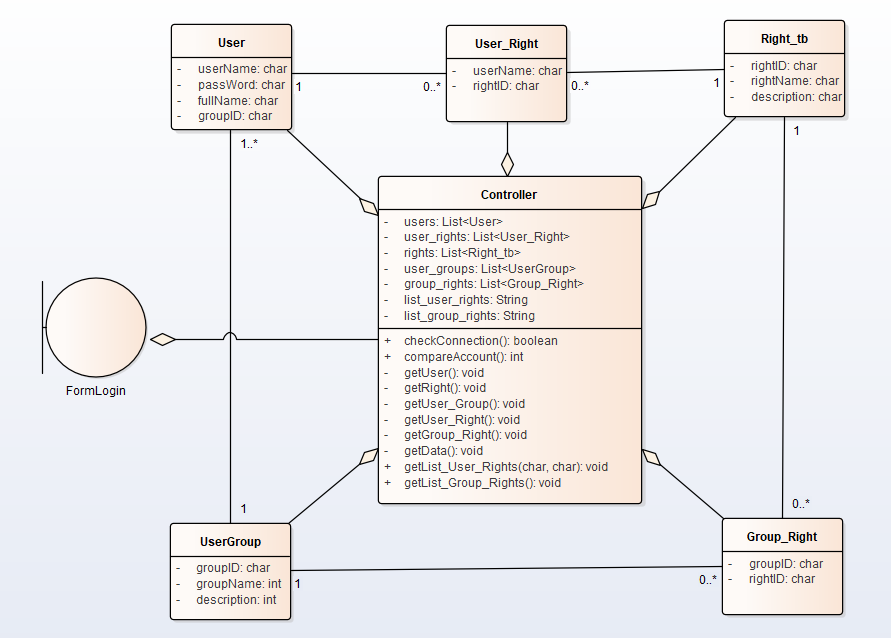 User
- userName: char
- passWord: char
- fullName: char
- groupID: char
1
0..*
User_Right
- userName: char
- rightID: char
0..*
1
Right_tb
- rightID: char
- rightName: char
- description: char
1..*
1
Controller
- users: List<User>
- user_rights: List<User_Right>
- rights: List<Right_tb>
- user_groups: List<UserGroup>
- group_rights: List<Group_Right>
- list_user_rights: String
- list_group_rights: String
+ checkConnection(): boolean
+ compareAccount(): int
- getUser(): void
- getRight(): void
- getUser_Group(): void
- getUser_Right(): void
- getGroup_Right(): void
- getData(): void
+ getList_User_Rights(char, char): void
+ getList_Group_Rights(): void
FormLogin
1
0..*
UserGroup
- groupID: char
- groupName: int
- description: int
1
0..*
Group_Right
- groupID: char
- rightID: char